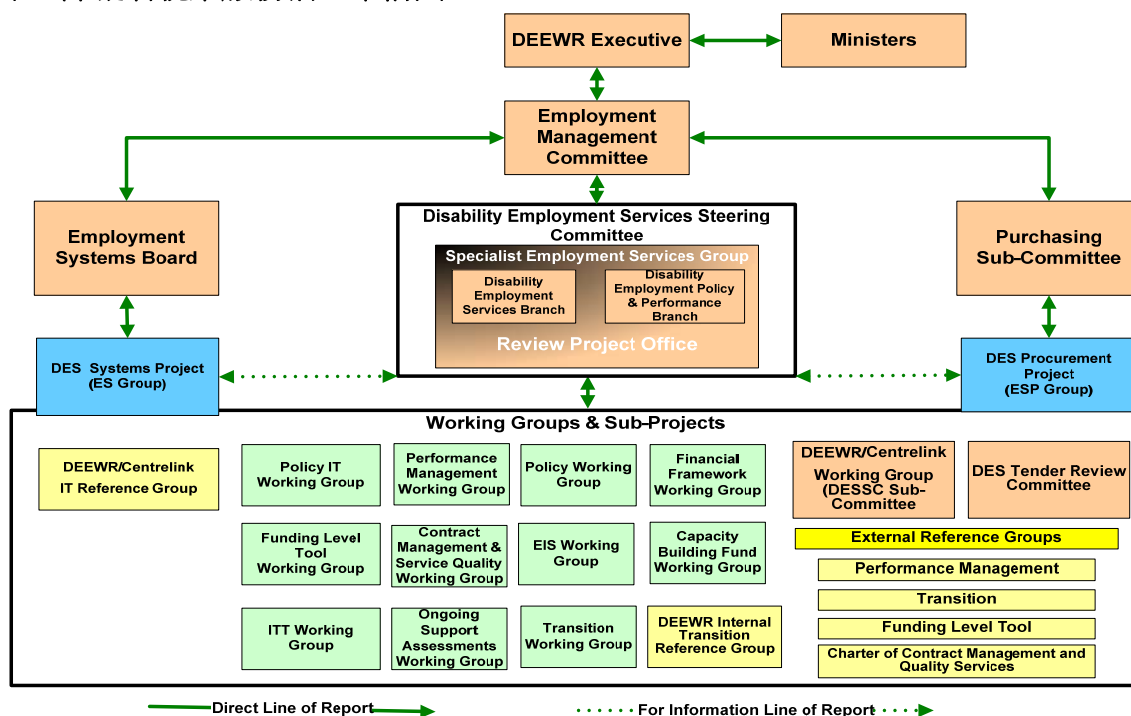 DEEWR Executive
Ministers
Employment
Management
Committee
Employment
Systems Board
Disability Employment Services Steering
Committee
Specialist Employment Services Group
Disability
Employment
Services Branch
Disability
Employment Policy
& Performance
Branch
Review Project Office
Purchasing
Sub-Committee
DES Systems Project
(ES Group)
DES Procurement
Project
(ESP Group)
Working Groups & Sub-Projects
DEEWR/Centrelink
IT Reference Group
Policy IT
Working Group
Performance
Management
Working Group
Policy Working
Group
Financial
Framework
Working Group
DEEWR/Centrelink
Working Group
(DESSC Sub-
Committee
DES Tender Review
Committee
Funding Level
Tool
Working Group
Contract
Management &
Service Quality
Working Group
EIS Working
Group
Capacity
Building Fund
Working Group
External Reference Groups
Performance Management
Transition
Funding Level Tool
Charter of Contract Management and
Quality Services
ITT Working
Group
Ongoing
Support
Assessments
Working Group
Transition
Working Group
DEEWR Internal
Transition
Reference Group
Direct Line of Report
For Information Line of Report